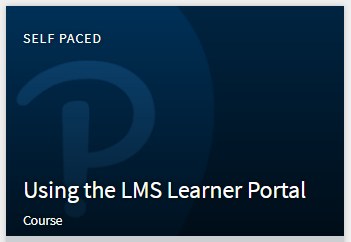 SELF PACED
Using the LMS Learner Portal
Course